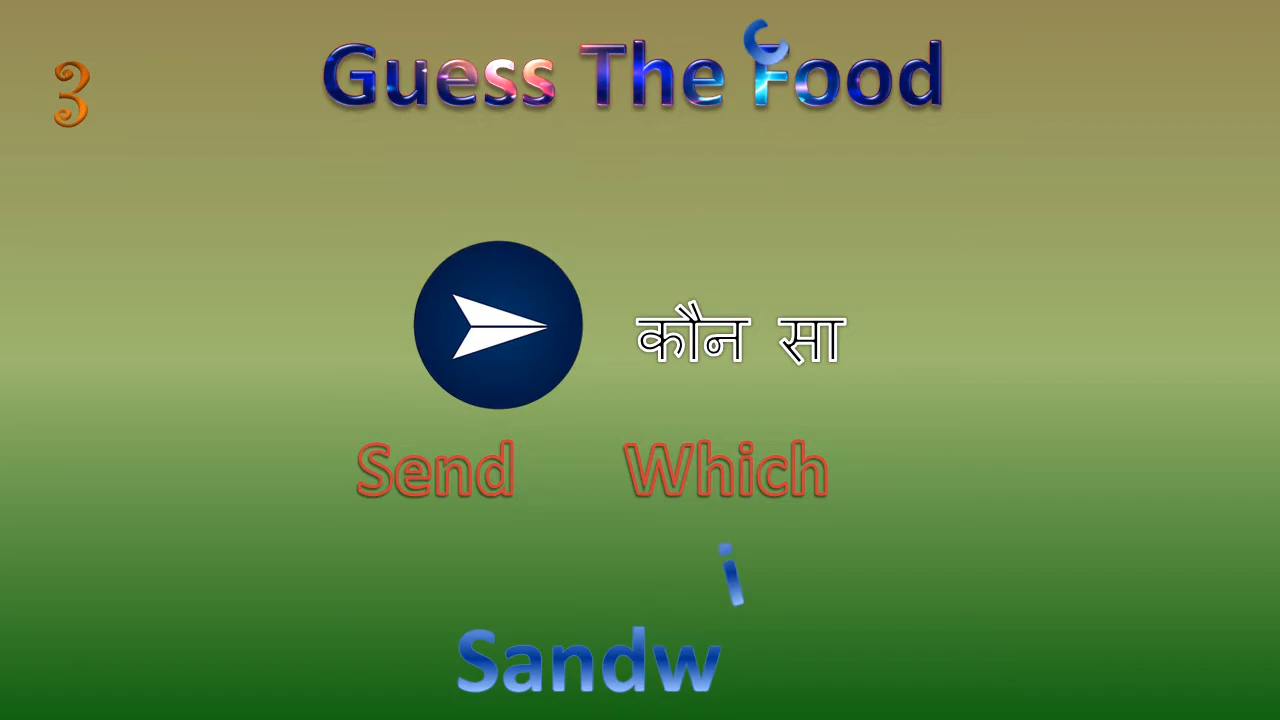 Guess The Food
3
कौन सा
Send Which
i
Sandw
c